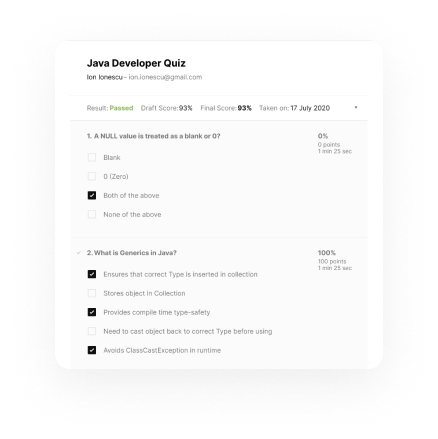 Java Developer Quiz
Ion Ionescu – ion.ionescu@gmail.com
Result: Passed Draft Score: 93% Final Score: 93% Taken on: 17 July 2020
1. A NULL value is treated as a blank or 0? 0%
0 points
1 min 25 sec
Blank
0 (Zero)
Both of the above
None of the above
2. What is Generics in Java? 100%
100 points
1 min 25 sec
Ensures that correct Type is inserted in collection
Stores object in Collection
Provides compile time type-safety
Need to cast object back to correct Type before using
Avoids ClassCastException in runtime